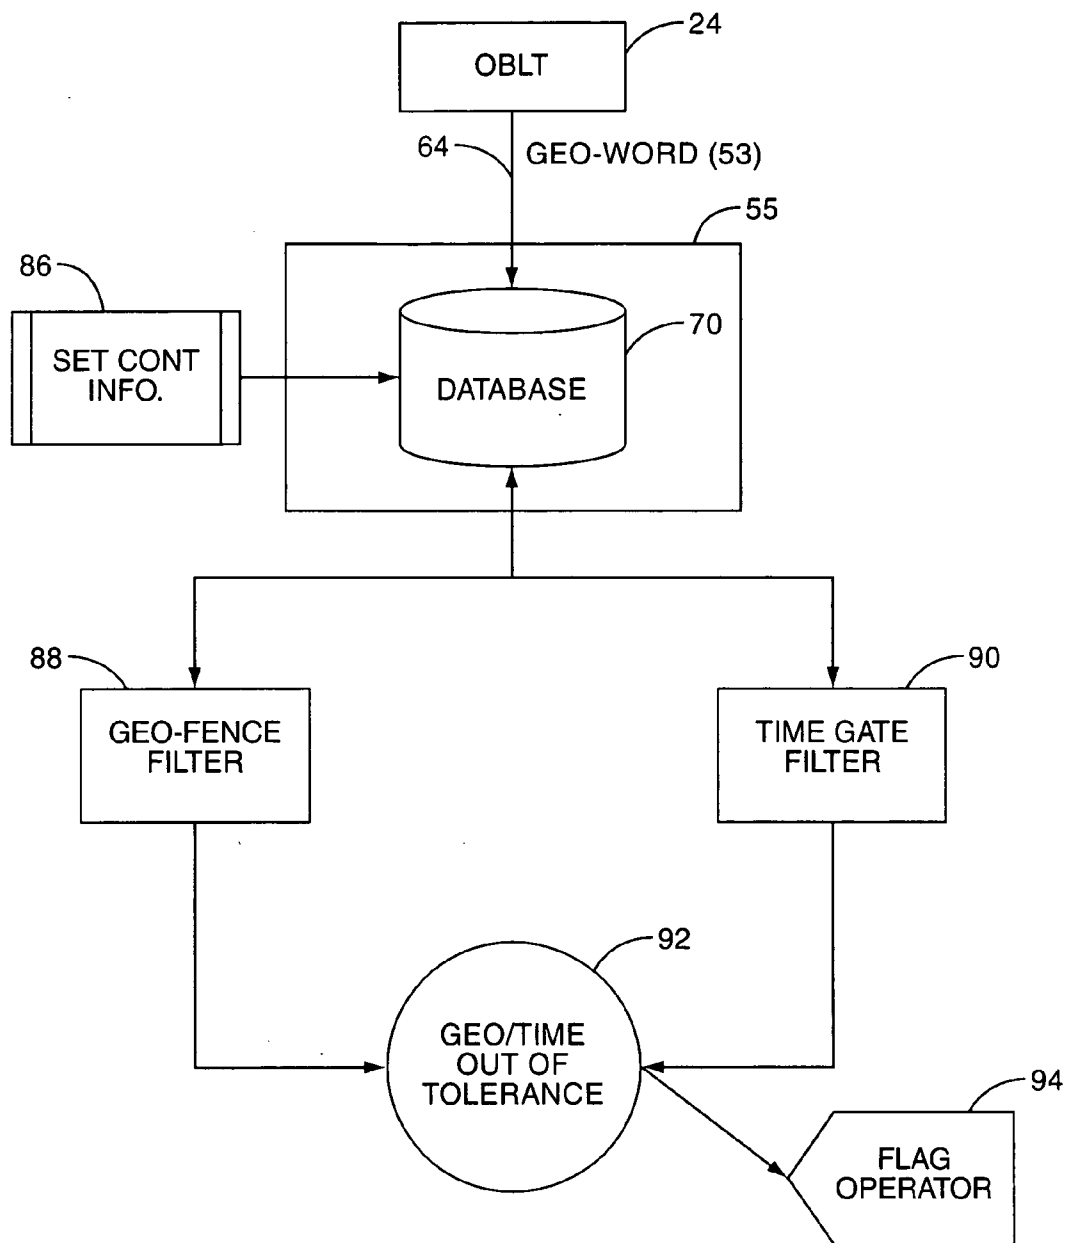 24
OBLT
64
GEO-WORD (53)
55
86
70
SET CONT
INFO.
DATABASE
88
90
GEO-FENCE
FILTER
TIME GATE
FILTER
92
GEO/TIME
OUT OF
TOLERANCE
94
FLAG
OPERATOR